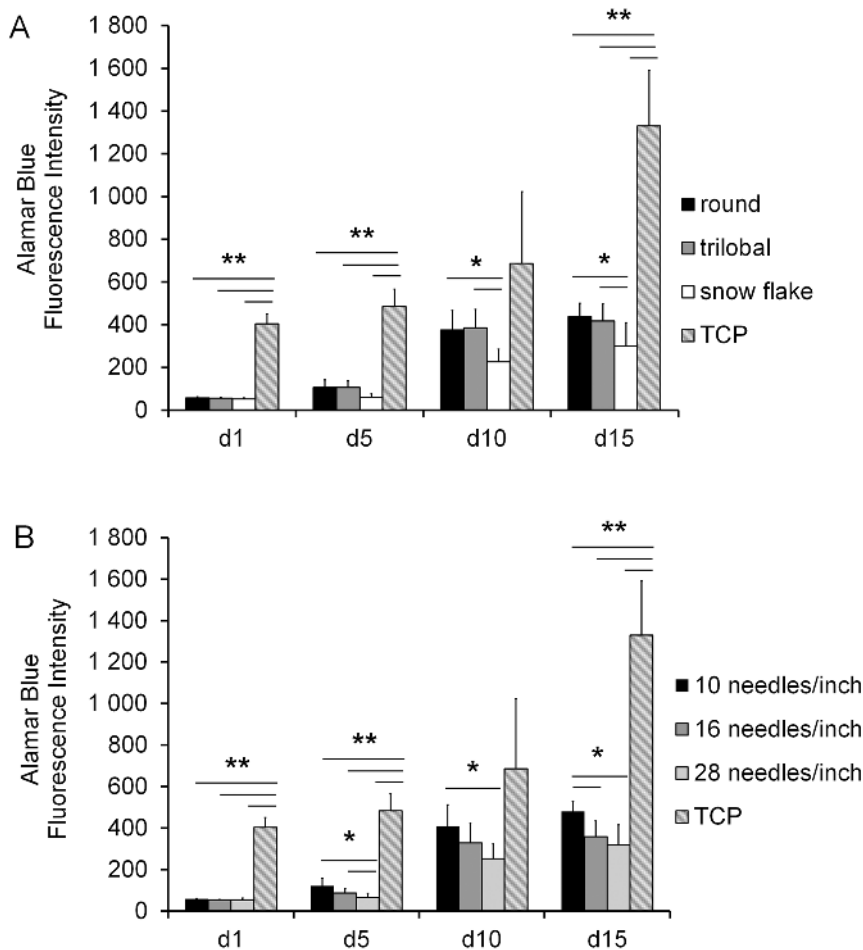 A
Alamar Blue
Fluorescence Intensity
1 800
1 600
1 400
1 200
1 000
800
600
400
200
0
**
**
*
**
*
d1
d5
d10
d15
round
trilobal
snow flake
TCP
B
Alamar Blue
Fluorescence Intensity
1 800
1 600
1 400
1 200
1 000
800
600
400
200
0
**
**
*
*
**
*
d1
d5
d10
d15
10 needles/inch
16 needles/inch
28 needles/inch
TCP